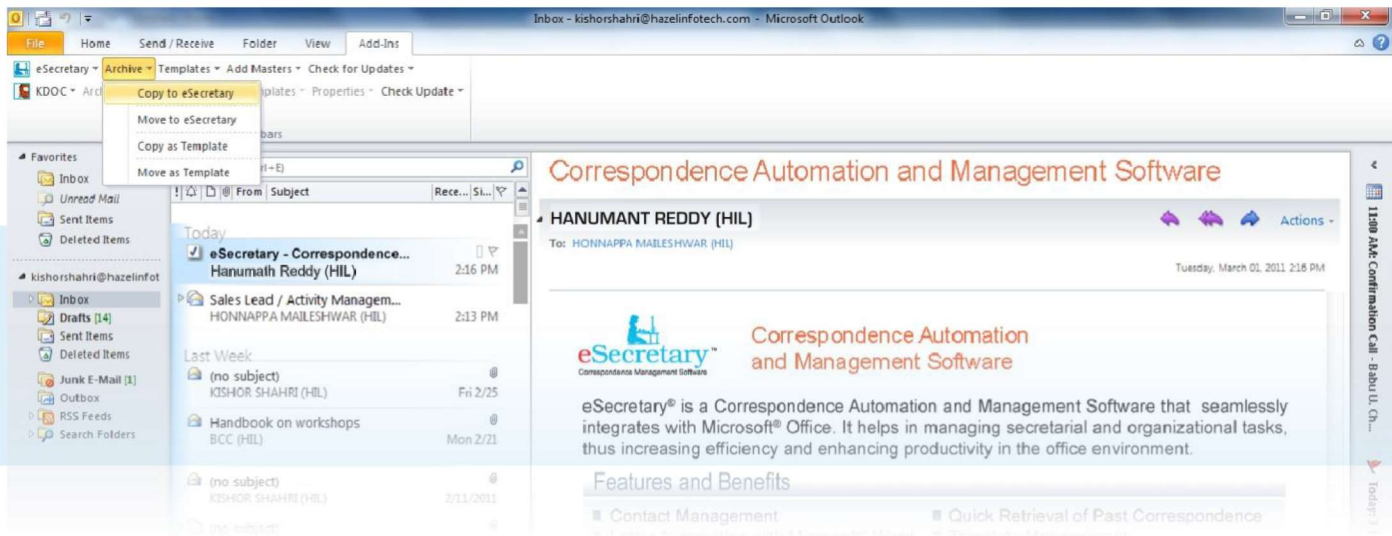 Inbox - kishorshahri@hazelinfotech.com - Microsoft Outlook
File Home Send / Receive Folder View Add-Ins
eSecretary Archive Templates Add Masters Check for Updates
KDOC Properties Check Update
Copy to eSecretary
Move to eSecretary
Copy as Template
Move as Template
Favorites
Inbox
Unread Mail
Sent Items
Deleted Items
kishorshahri@hazelinfot
Inbox
Drafts [14]
Sent Items
Deleted Items
Junk E-Mail [1]
Outbox
RSS Feeds
Search Folders
From Subject Rece... Si...
Today
eSecretary - Correspondence...
Hanumath Reddy (HIL) 2:16 PM
Sales Lead / Activity Managem...
HONNAPPA MAILESHWAR (HIL) 2:13 PM
Last Week
(no subject)
KISHOR SHAHRI (HIL) Fri 2/25
Handbook on workshops
BCC (HIL) Mon 2/21
(no subject)
KISHOR SHAHRI (HIL) 2/11/2011
(no subject)
Correspondence Automation and Management Software
HANUMANT REDDY (HIL)
Actions
To: HONNAPPA MAILESHWAR (HIL)
Tuesday, March 01, 2011 2:16 PM
eSecretary™
Correspondence Management Software
Correspondence Automation
and Management Software
eSecretary® is a Correspondence Automation and Management Software that seamlessly
integrates with Microsoft® Office. It helps in managing secretarial and organizational tasks,
thus increasing efficiency and enhancing productivity in the office environment.
Features and Benefits
Contact Management
Quick Retrieval of Past Correspondence
11:00 AM: Confirmation Call - Babu U. Ch...
Today: